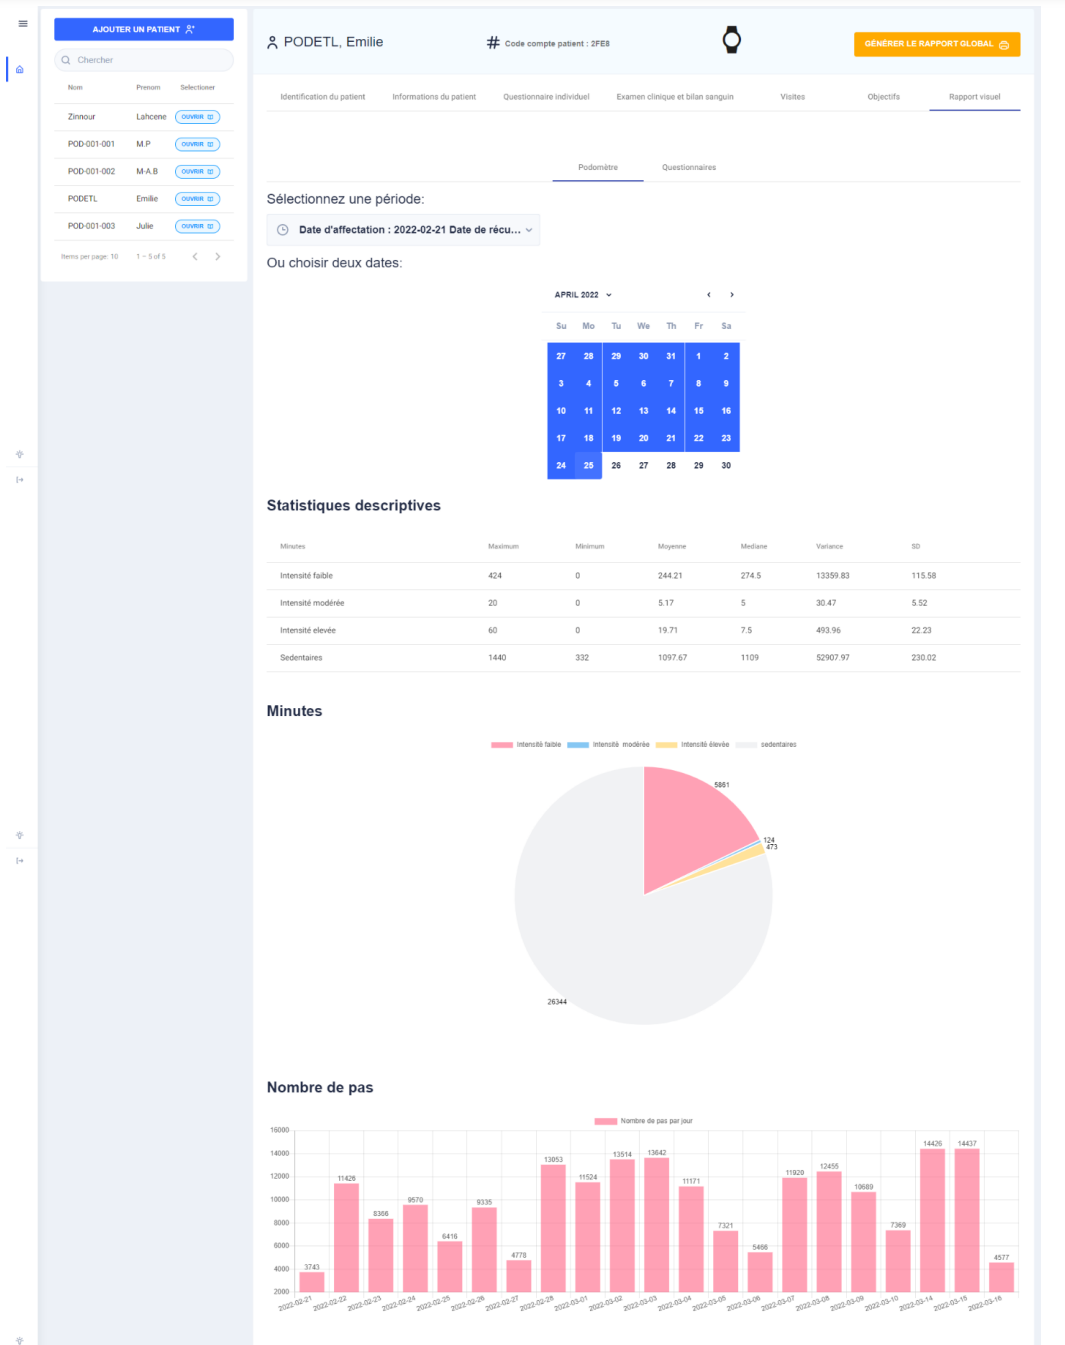 AJOUTER UN PATIENT
Chercher
Nom Prenom Selectioner
Zinnour Lahcene OUVRIR
POD-001-001 M.P OUVRIR
POD-001-002 M-A.B OUVRIR
PODETL Emilie OUVRIR
POD-001-003 Julie OUVRIR
Items per page: 10 1 – 5 of 5
PODETL, Emilie
# Code compte patient : 2FE8
GÉNÉRER LE RAPPORT GLOBAL
Identification du patient Informations du patient Questionnaire individuel Examen clinique et bilan sanguin Visites Objectifs Rapport visuel
Podomètre Questionnaires
Sélectionnez une période:
Date d'affectation : 2022-02-21 Date de récu...
Ou choisir deux dates:
APRIL 2022
Su Mo Tu We Th Fr Sa
27 28 29 30 31 1 2
3 4 5 6 7 8 9
10 11 12 13 14 15 16
17 18 19 20 21 22 23
24 25 26 27 28 29 30
Statistiques descriptives
Minutes Maximum Minimum Moyenne Mediane Variance SD
Intensité faible 424 0 244.21 274.5 13359.83 115.58
Intensité modérée 20 0 5.17 5 30.47 5.52
Intensité elevée 60 0 19.71 7.5 493.96 22.23
Sedentaires 1440 332 1097.67 1109 52907.97 230.02
Minutes
Intensité faible Intensité modérée Intensité élevée sedentaires
5861
124
473
26344
Nombre de pas
Nombre de pas par jour
16000
14000
12000
10000
8000
6000
4000
2000
3743 11426 8366 9570 6416 9335 4778 13053 11524 13514 13642 11171 7321 5466 11920 12455 10689 7369 14426 14437 4577
2022-02-21 2022-02-22 2022-02-23 2022-02-24 2022-02-25 2022-02-26 2022-02-27 2022-02-28 2022-03-01 2022-03-02 2022-03-03 2022-03-04 2022-03-05 2022-03-06 2022-03-07 2022-03-08 2022-03-09 2022-03-10 2022-03-14 2022-03-15 2022-03-16